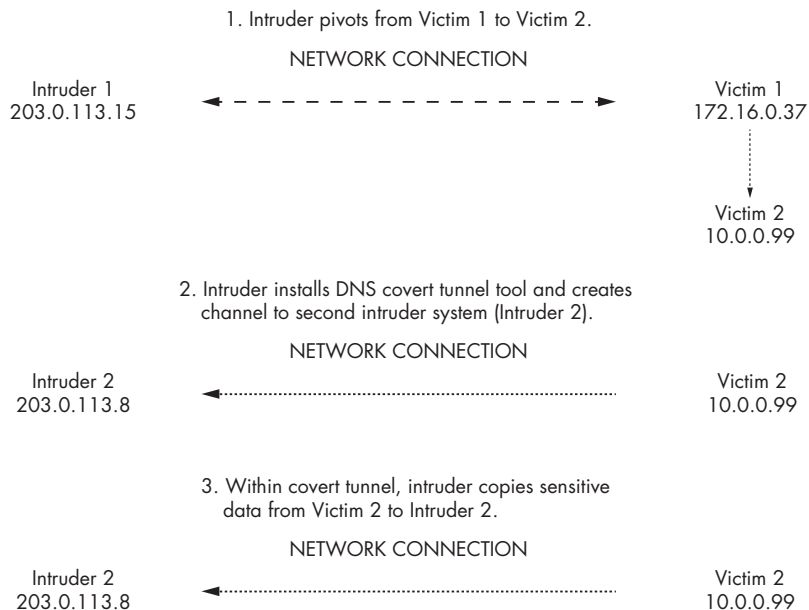 1. Intruder pivots from Victim 1 to Victim 2.
NETWORK CONNECTION
Intruder 1
203.0.113.15
Victim 1
172.16.0.37
Victim 2
10.0.0.99
2. Intruder installs DNS covert tunnel tool and creates
channel to second intruder system (Intruder 2).
NETWORK CONNECTION
Intruder 2
203.0.113.8
Victim 2
10.0.0.99
3. Within covert tunnel, intruder copies sensitive
data from Victim 2 to Intruder 2.
NETWORK CONNECTION
Intruder 2
203.0.113.8
Victim 2
10.0.0.99